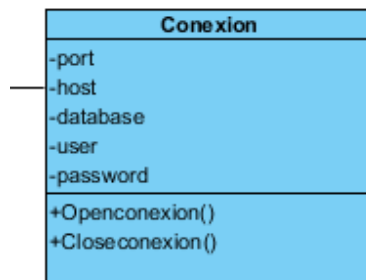 Conexion
-port
-host
-database
-user
-password
+Openconexion()
+Closeconexion()